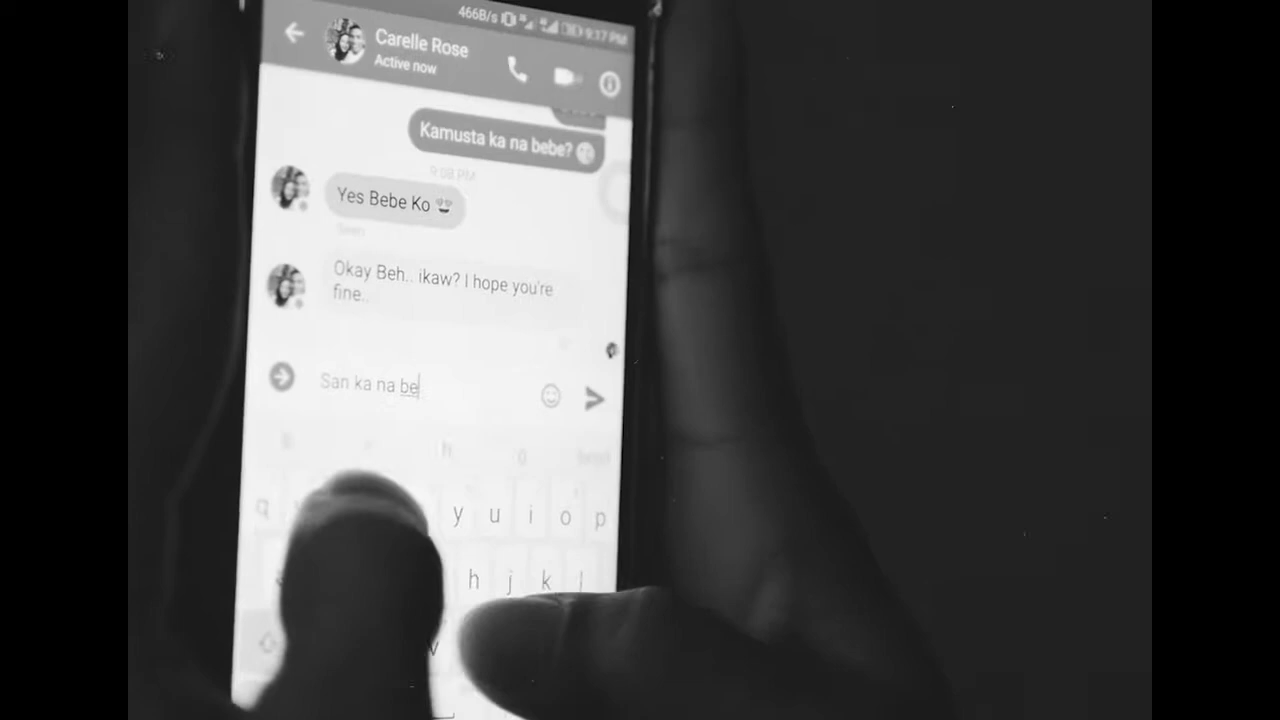 466B/s 9:17 PM
Carelle Rose
Active now
Kamusta ka na bebe?
9:08 PM
Yes Bebe Ko
Seen
Okay Beh.. ikaw? I hope you're
fine..
San ka na be
h
q y u i o p
h j k l
v